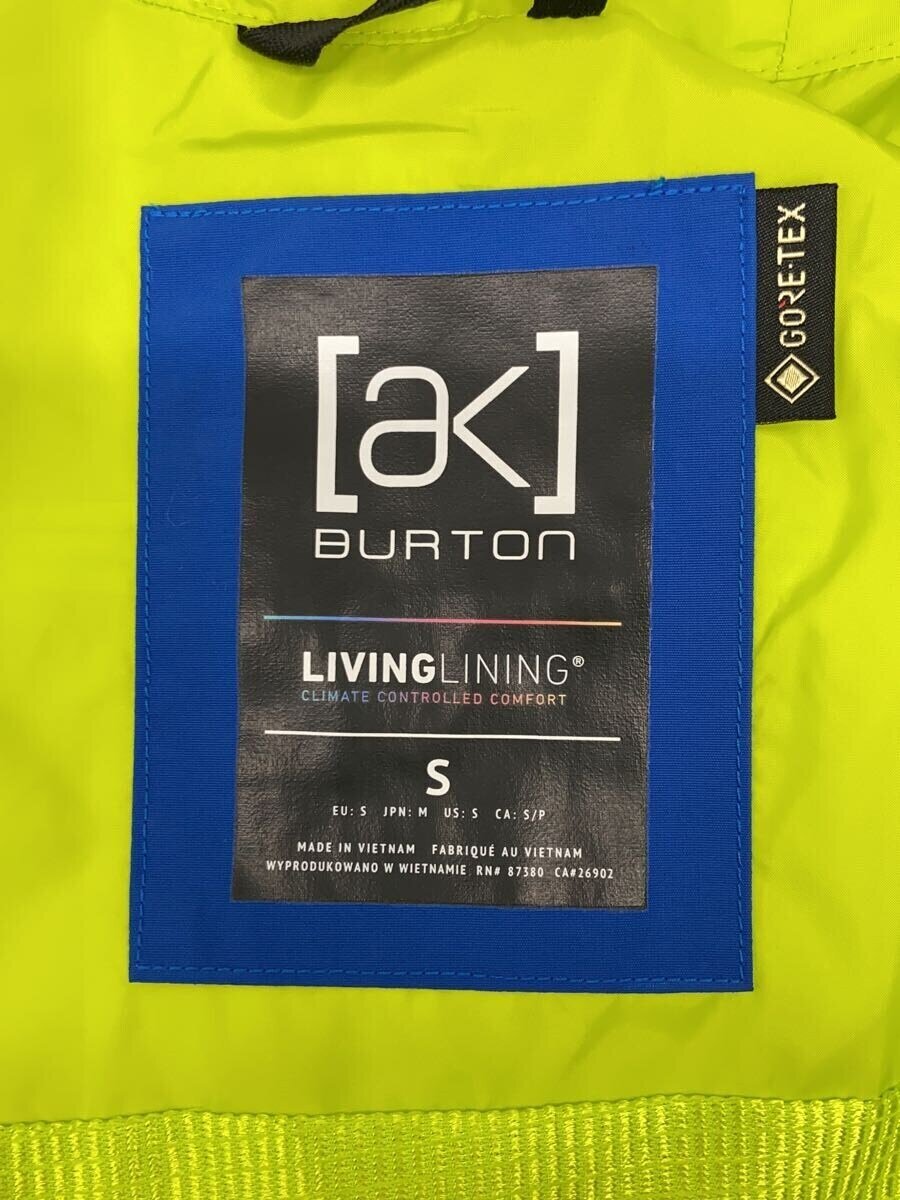 [ak]
BURTON
LIVINGLINING®
CLIMATE CONTROLLED COMFORT
S
EU: S JPN: M US: S CA: S/P
MADE IN VIETNAM FABRIQUÉ AU VIETNAM
WYPRODUKOWANO W WIETNAMIE RN# 87380 CA#26902
GORE-TEX